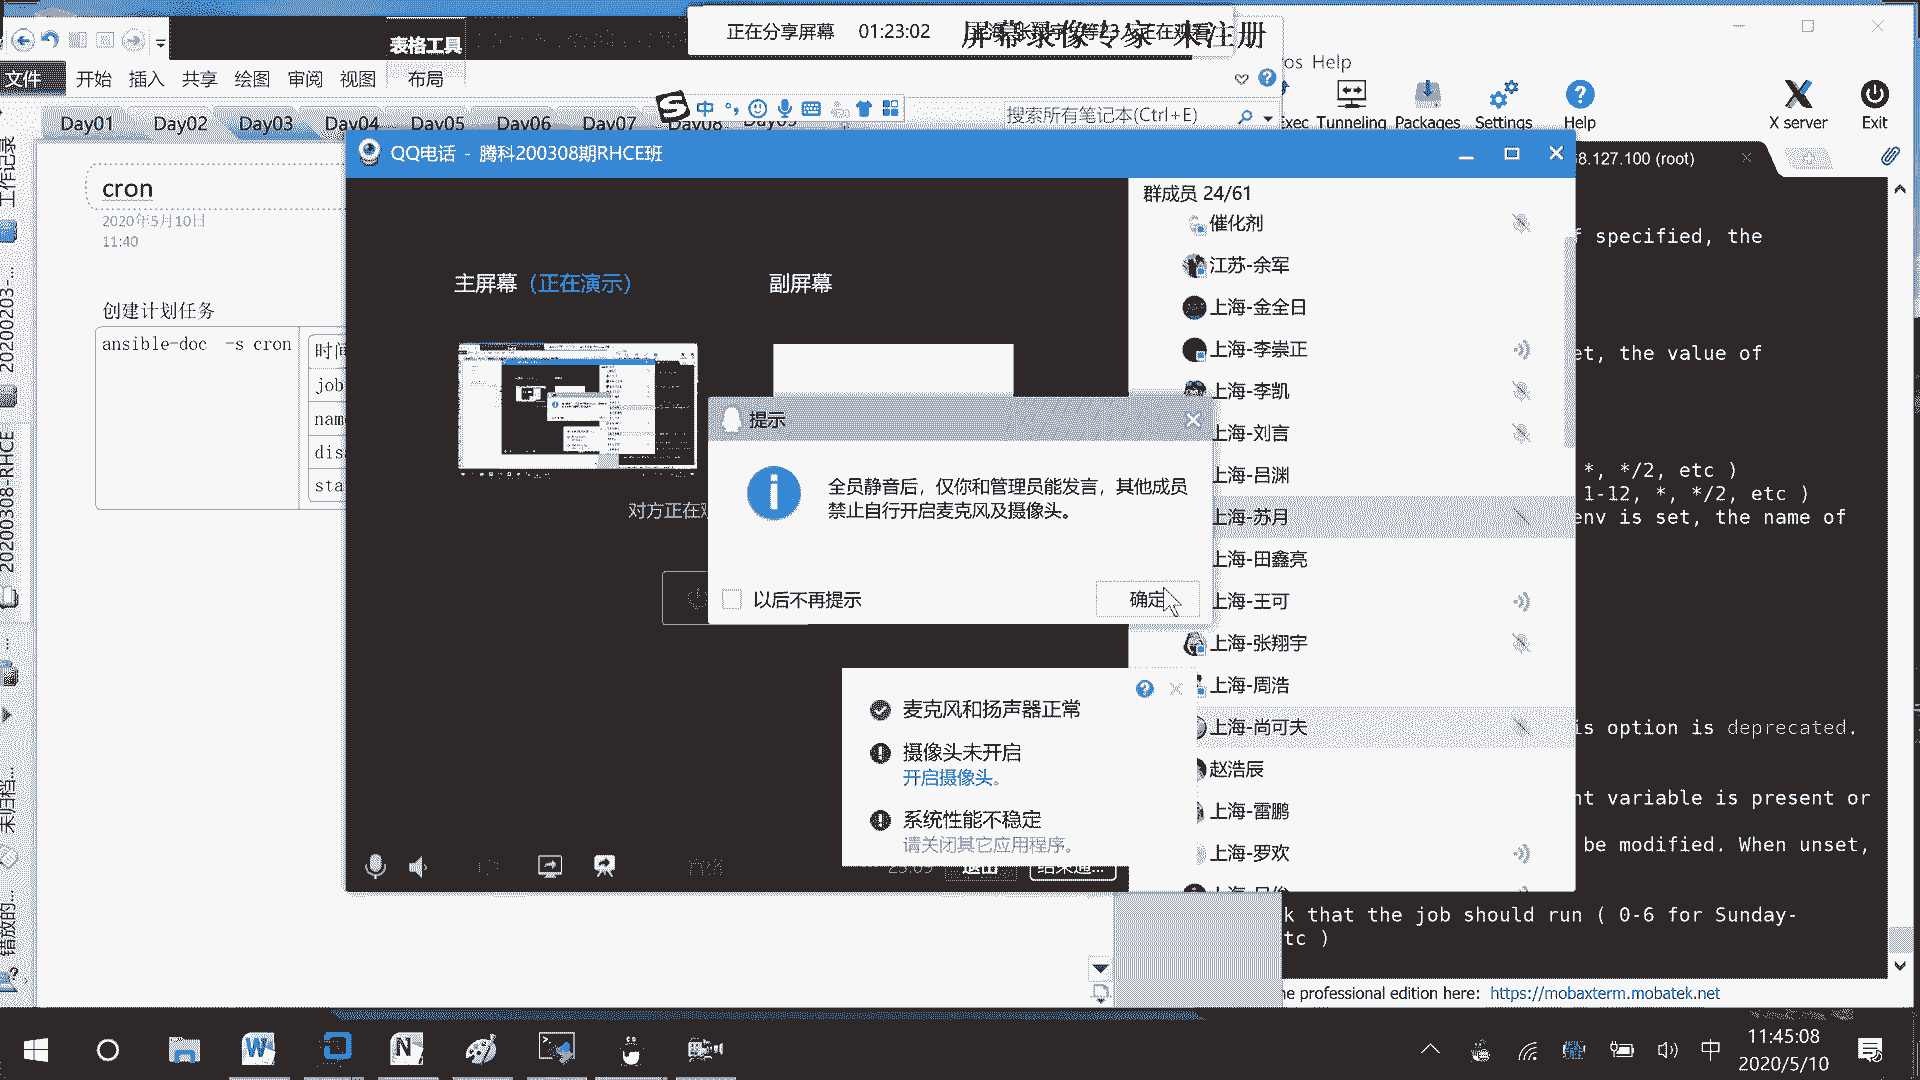 正在分享屏幕 01:23:02
屏幕录像专家 未注册
表格工具
文件 开始 插入 共享 绘图 审阅 视图 布局
Help
中
搜索所有笔记本(Ctrl+E)
Exec Tunneling Packages Settings Help X server Exit
Day01 Day02 Day03 Day04 Day05 Day06 Day07 Day08
QQ电话 - 腾科200308期RHCE班
8.127.100 (root)
工作记录
20200203-...
20200308-RHCE
未归档...
错放的...
cron
2020年5月10日
11:40
创建计划任务
ansible-doc -s cron
时间
job
name
主屏幕（正在演示）
副屏幕
对方正在
提示
全员静音后，仅你和管理员能发言，其他成员
禁止自行开启麦克风及摄像头。
以后不再提示
确定
麦克风和扬声器正常
摄像头未开启
开启摄像头。
系统性能不稳定
请关闭其它应用程序。
群成员 24/61
催化剂
江苏-余军
上海-金全日
上海-李崇正
上海-李凯
上海-刘言
上海-吕渊
上海-苏月
上海-田鑫亮
上海-王可
上海-张翔宇
上海-周浩
上海-尚可夫
赵浩辰
上海-雷鹏
上海-罗欢
specified, the
et, the value of
*, */2, etc )
1-12, *, */2, etc )
env is set, the name of
is option is deprecated.
nt variable is present or
be modified. When unset,
k that the job should run ( 0-6 for Sunday-
tc )
he professional edition here: https://mobaxterm.mobatek.net
中
11:45:08
2020/5/10